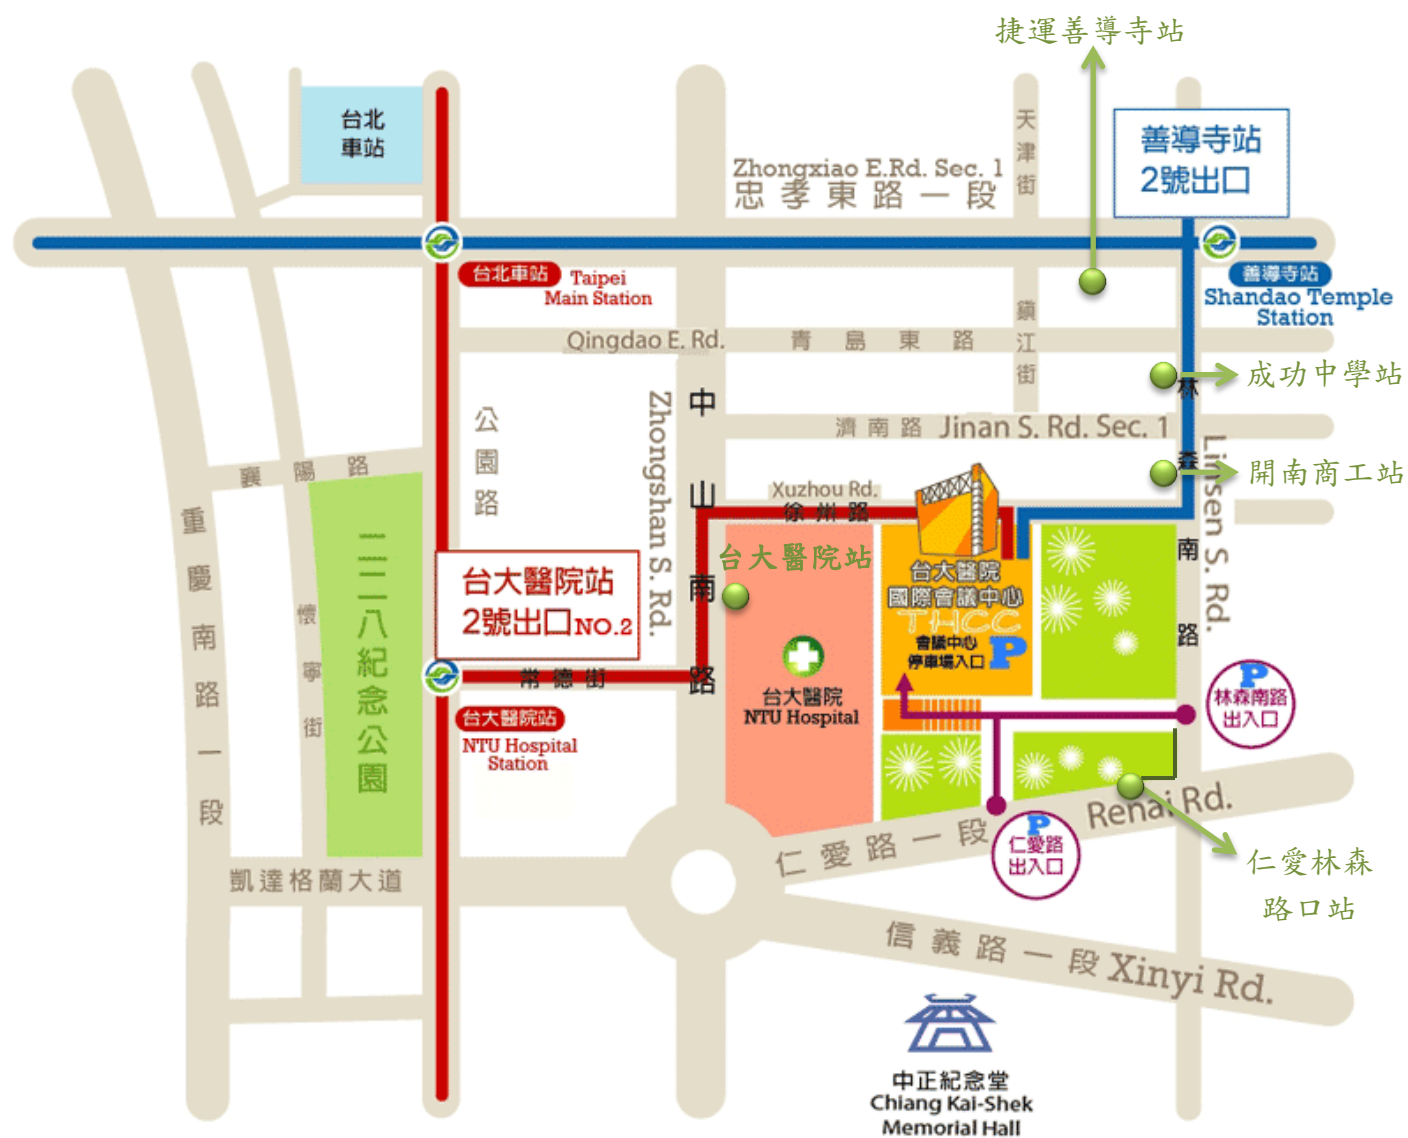 捷運善導寺站
台北
車站
天津街
善導寺站
2號出口
Zhongxiao E.Rd. Sec. 1
忠孝東路一段
台北車站
Taipei
Main Station
善導寺站
Shandao Temple
Station
鎮江街
Qingdao E. Rd.
青島東路
成功中學站
林森南路
Linsen S. Rd.
中山南路
Zhongshan S. Rd.
公園路
濟南路 Jinan S. Rd. Sec. 1
襄陽路
開南商工站
Xuzhou Rd.
徐州路
重慶南路一段
二二八紀念公園
懷寧街
台大醫院站
2號出口NO.2
台大醫院站
台大醫院
國際會議中心
THCC
會議中心
停車場入口
P
常德街
台大醫院
NTU Hospital
台大醫院站
NTU Hospital
Station
P
林森南路
出入口
P
仁愛路
出入口
仁愛路一段
Renai Rd.
仁愛林森
路口站
凱達格蘭大道
信義路一段 Xinyi Rd.
中正紀念堂
Chiang Kai-Shek
Memorial Hall